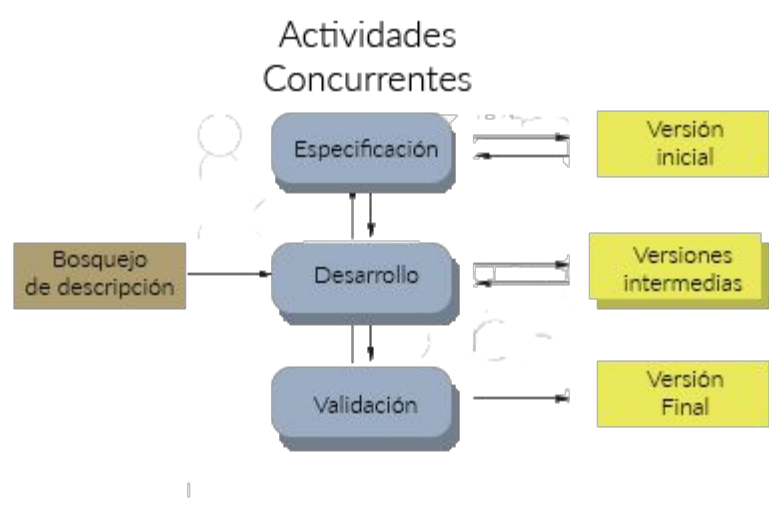 Actividades
Concurrentes
Especificación
Versión
inicial
Bosquejo
de descripción
Desarrollo
Versiones
intermedias
Validación
Versión
Final